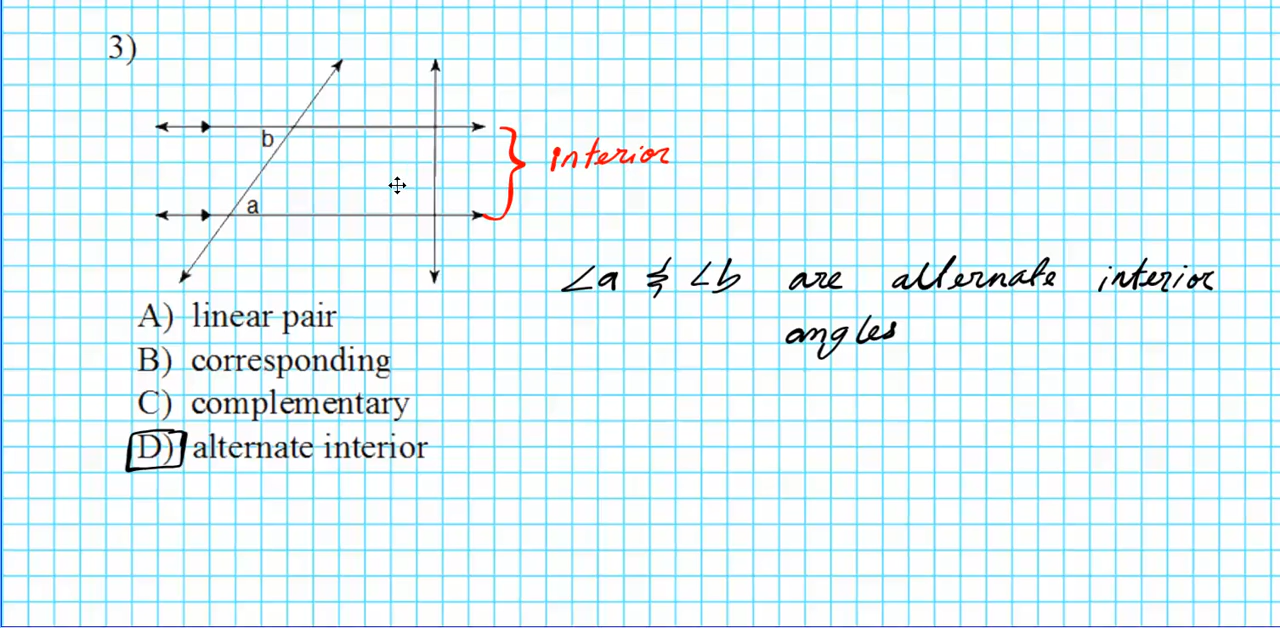 3)
b
interior
a
∠a & ∠b are alternate interior
angles
A) linear pair
B) corresponding
C) complementary
D) alternate interior